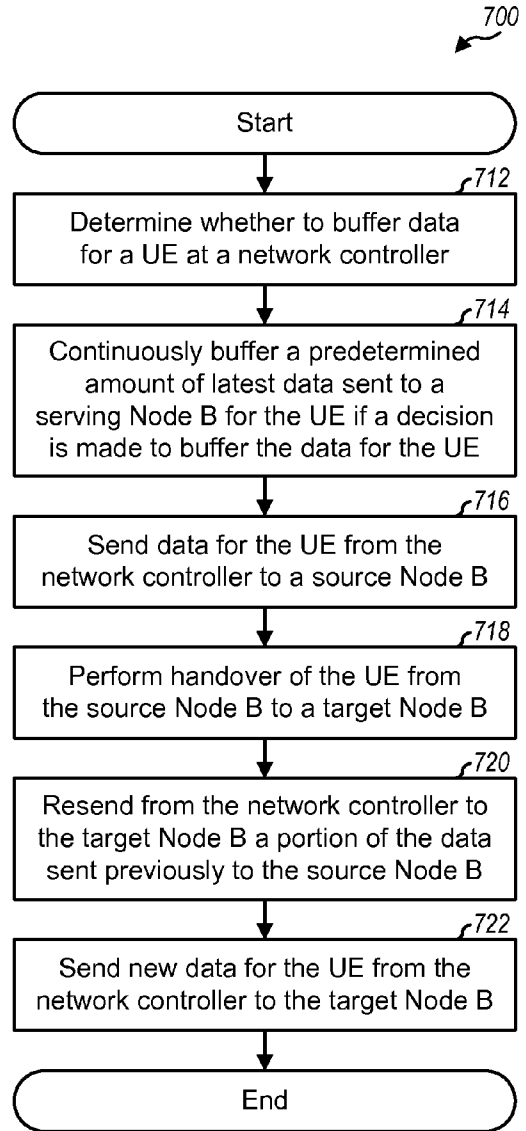 700
Start
712
Determine whether to buffer data
for a UE at a network controller
714
Continuously buffer a predetermined
amount of latest data sent to a
serving Node B for the UE if a decision
is made to buffer the data for the UE
716
Send data for the UE from the
network controller to a source Node B
718
Perform handover of the UE from
the source Node B to a target Node B
720
Resend from the network controller to
the target Node B a portion of the data
sent previously to the source Node B
722
Send new data for the UE from the
network controller to the target Node B
End